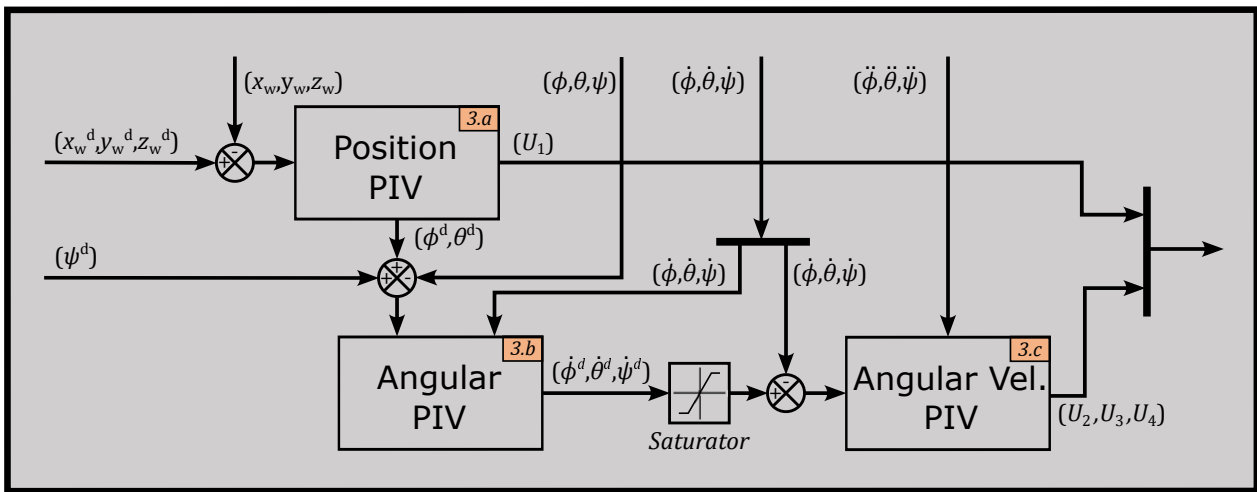 (x_w,y_w,z_w)
(ϕ,θ,ψ)
(ϕ̇,θ̇,ψ̇)
(ϕ̈,θ̈,ψ̈)
(x_w^d,y_w^d,z_w^d)
-
+
3.a
Position
PIV
(U_1)
(ϕ^d,θ^d)
(ψ^d)
+
+
-
(ϕ̇,θ̇,ψ̇)
(ϕ̇,θ̇,ψ̇)
3.b
Angular
PIV
(ϕ̇^d,θ̇^d,ψ̇^d)
Saturator
-
+
3.c
Angular Vel.
PIV
(U_2,U_3,U_4)